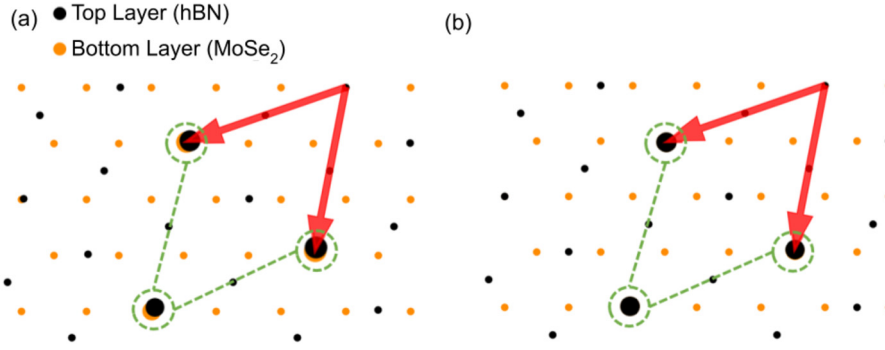 (a)
Top Layer (hBN)
Bottom Layer (MoSe₂)
(b)